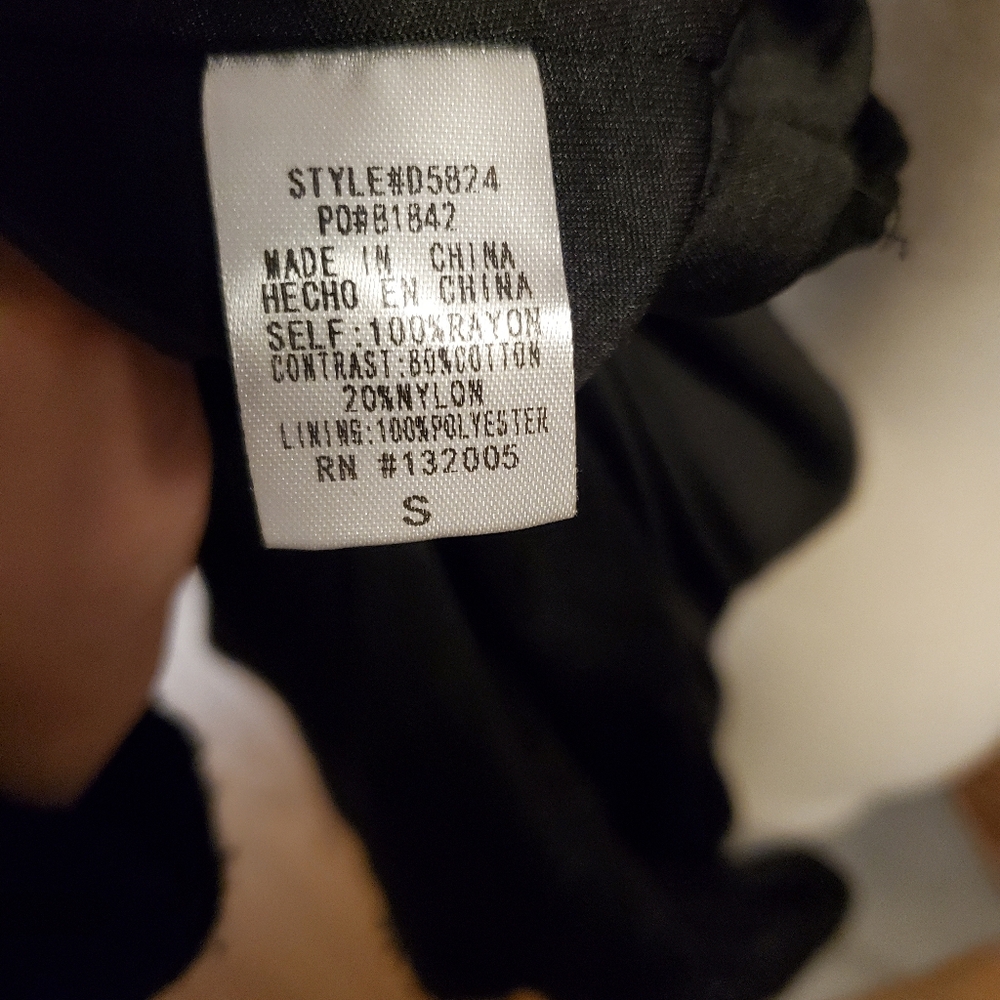 STYLE#D5824
PO#81842
MADE IN CHINA
HECHO EN CHINA
SELF:100%RAYON
CONTRAST:80%COTTON
20%NYLON
LINING:100%POLYESTER
RN #132005
S